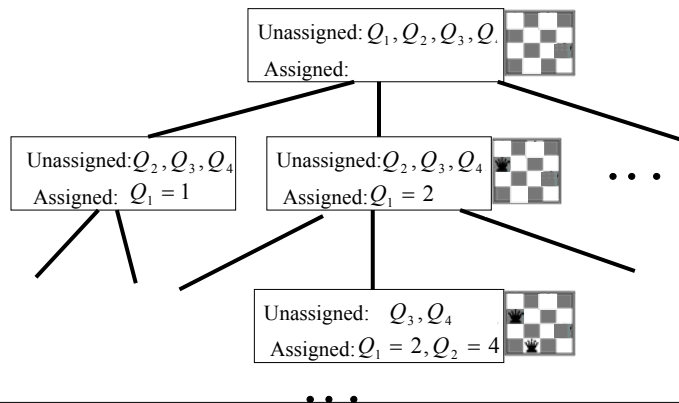 Unassigned: Q₁, Q₂, Q₃, Q
Assigned:
Unassigned: Q₂, Q₃, Q₄
Assigned: Q₁ = 1
Unassigned: Q₂, Q₃, Q₄
Assigned: Q₁ = 2
• • •
Unassigned: Q₃, Q₄
Assigned: Q₁ = 2, Q₂ = 4
• • •